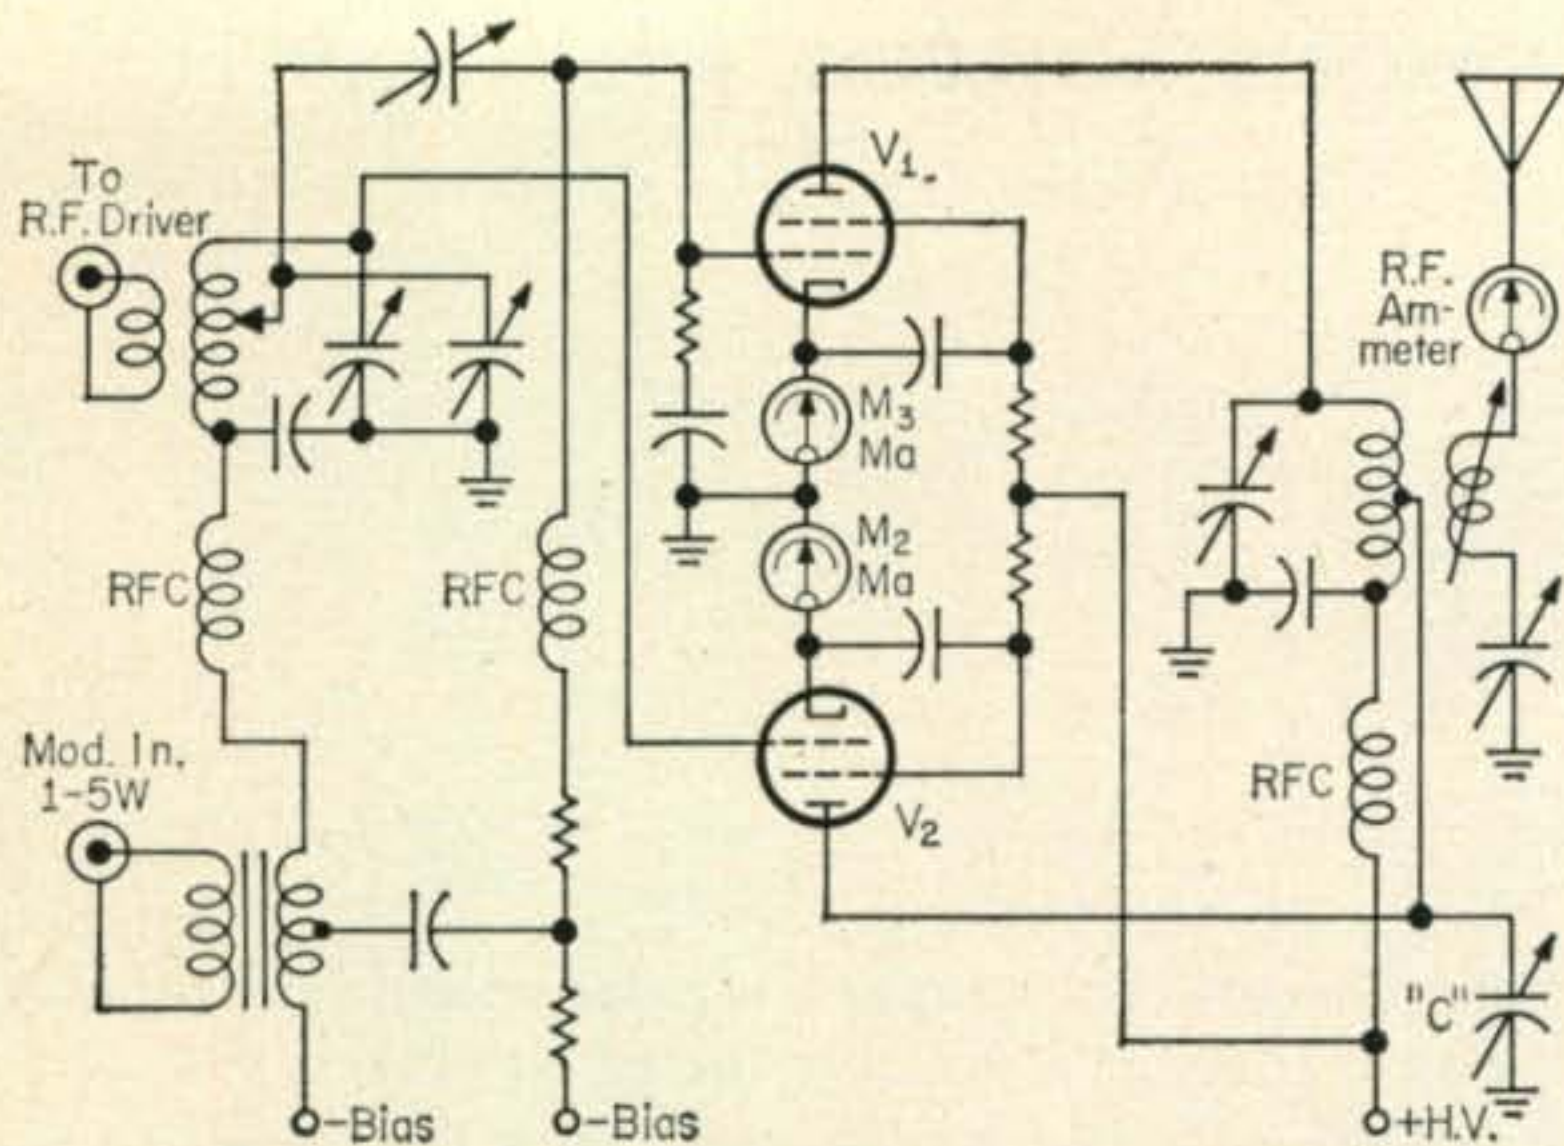 To
R.F. Driver
V1.
R.F.
Am-
meter
M3
Ma
M2
Ma
RFC
RFC
Mod. In.
1-5W
V2
RFC
"C"
-Bias
-Bias
+H.V.